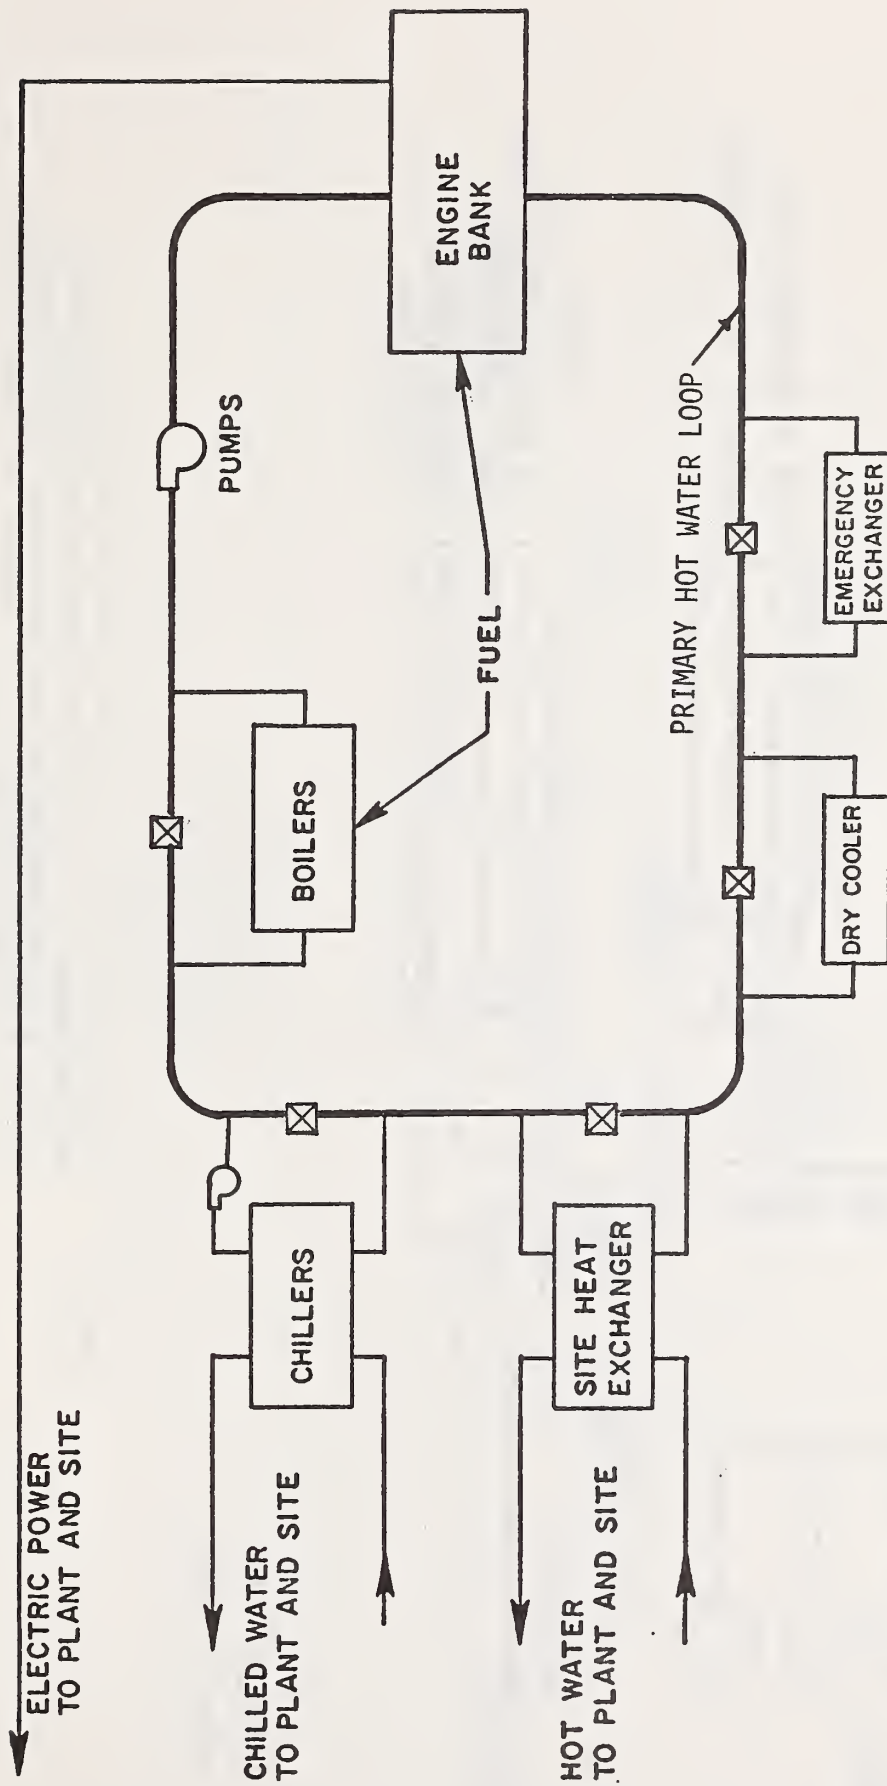 ELECTRIC POWER
TO PLANT AND SITE
CHILLED WATER
TO PLANT AND SITE
HOT WATER
TO PLANT AND SITE
CHILLERS
SITE HEAT
EXCHANGER
BOILERS
PUMPS
FUEL
ENGINE
BANK
PRIMARY HOT WATER LOOP
DRY COOLER
EMERGENCY
EXCHANGER